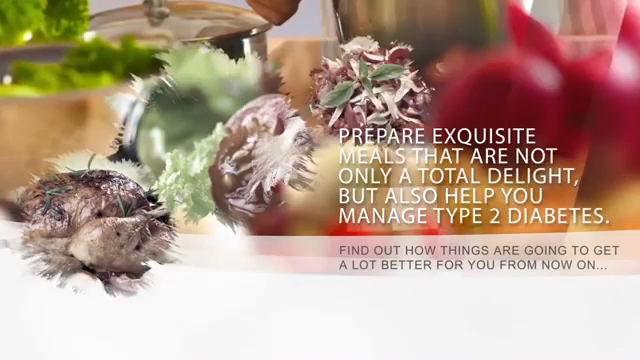 PREPARE EXQUISITE
MEALS THAT ARE NOT
ONLY A TOTAL DELIGHT,
BUT ALSO HELP YOU
MANAGE TYPE 2 DIABETES.
FIND OUT HOW THINGS ARE GOING TO GET
A LOT BETTER FOR YOU FROM NOW ON...